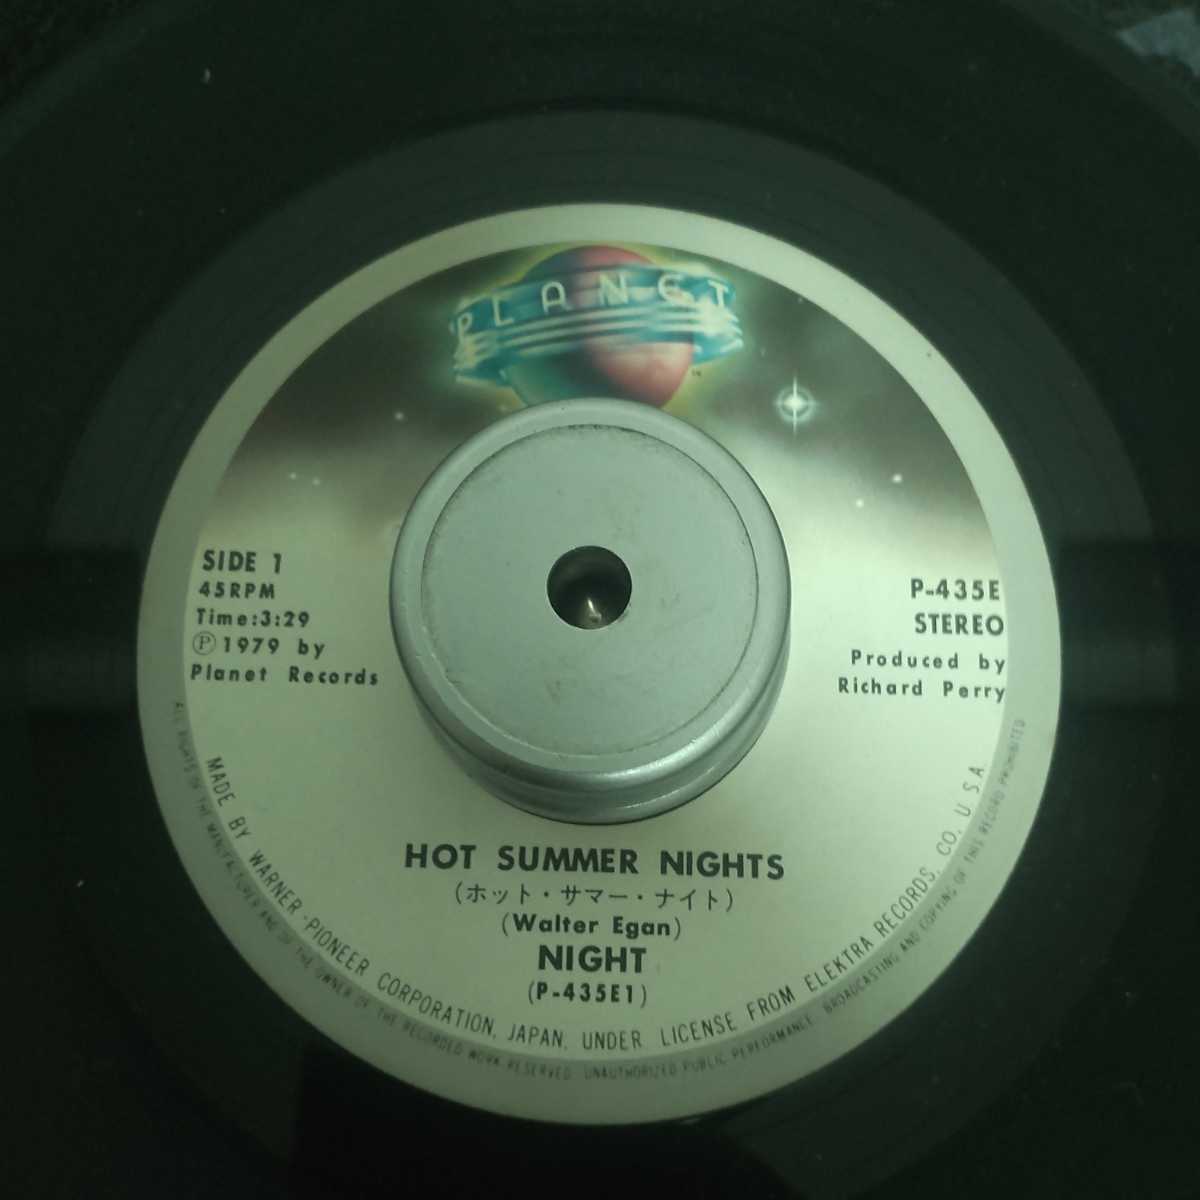 PLANET
TM
SIDE 1
45RPM
Time:3:29
Ⓟ1979 by
Planet Records
P-435E
STEREO
Produced by
Richard Perry
HOT SUMMER NIGHTS
(ホット・サマー・ナイト)
(Walter Egan)
NIGHT
(P-435E1)
MADE BY WARNER-PIONEER CORPORATION, JAPAN, UNDER LICENSE FROM ELEKTRA RECORDS, CO, U.S.A.
ALL RIGHTS OF THE MANUFACTURER AND OF THE OWNER OF THE RECORDED WORK RESERVED. UNAUTHORIZED PUBLIC PERFORMANCE, BROADCASTING AND COPYING OF THIS RECORD PROHIBITED